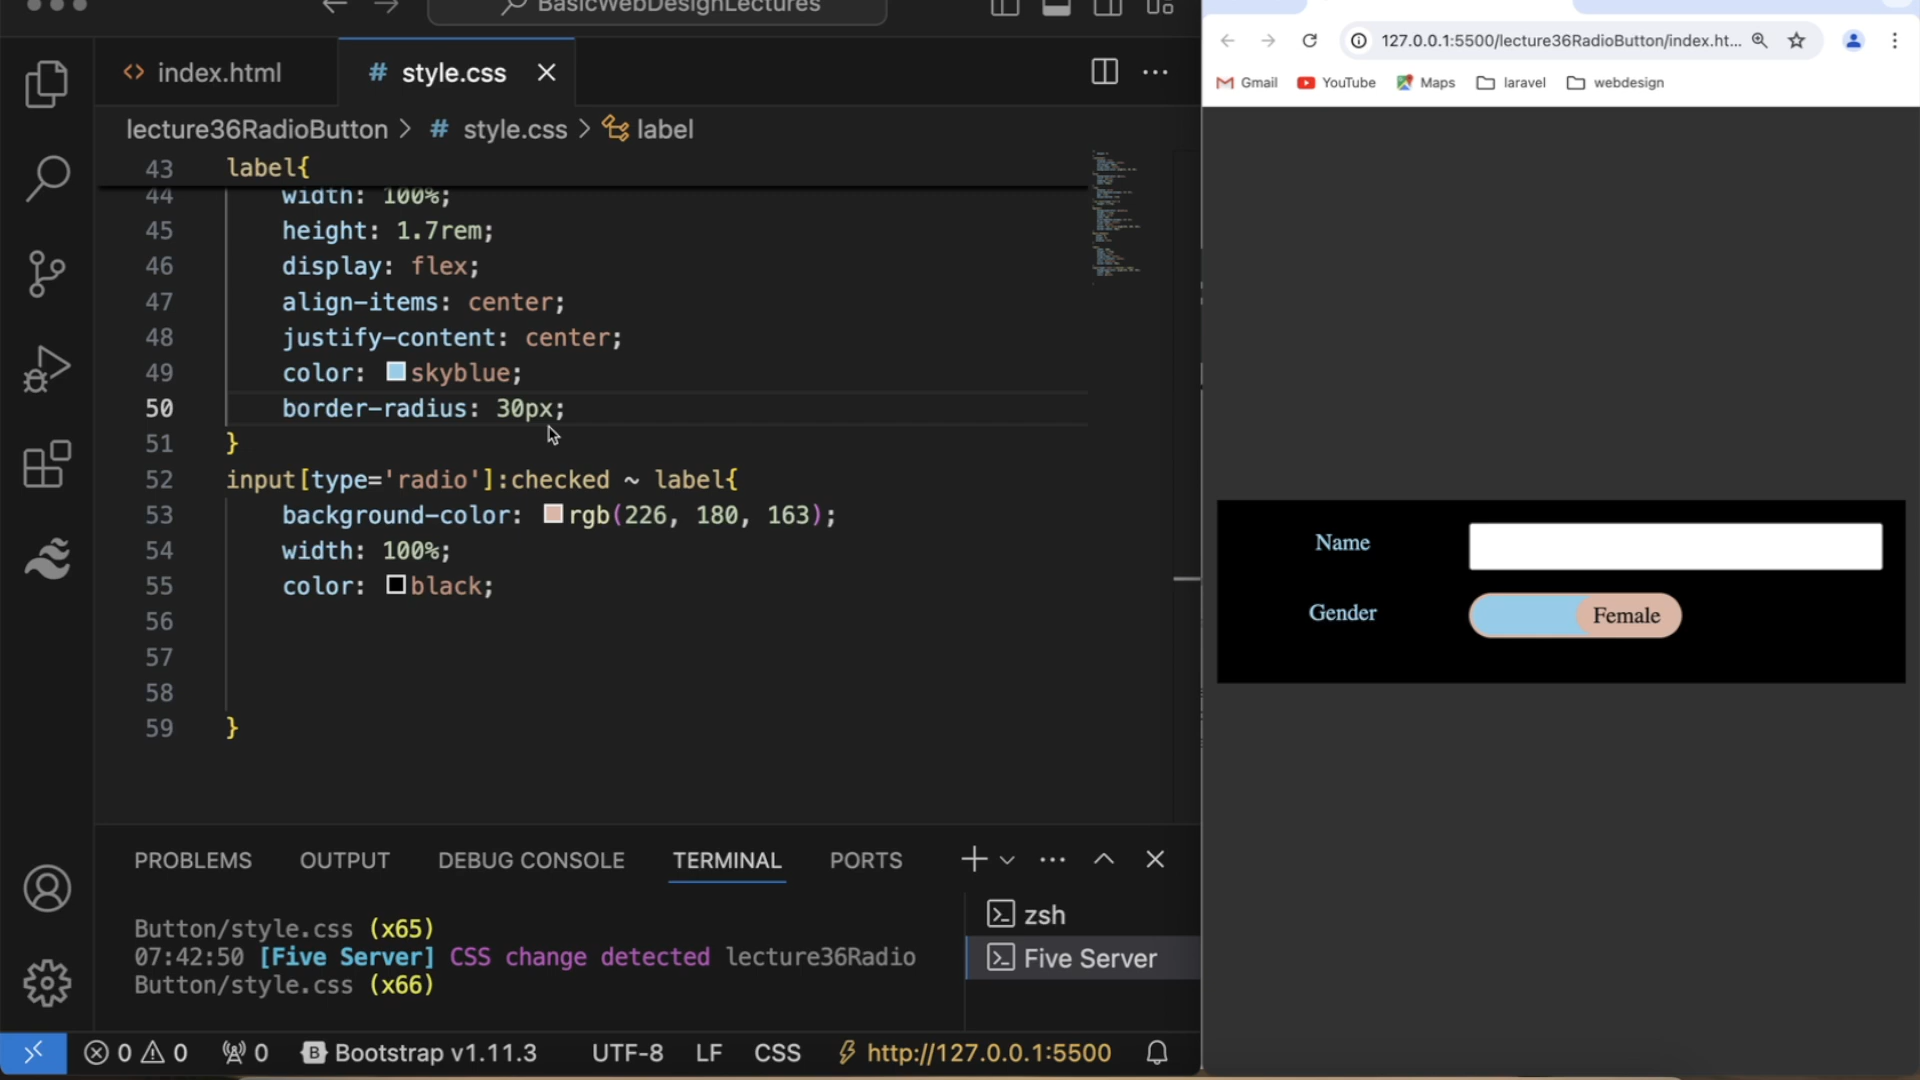 BasicWebDesignLectures
index.html
# style.css
lecture36RadioButton > # style.css > label
43 label{
44 width: 100%;
45 height: 1.7rem;
46 display: flex;
47 align-items: center;
48 justify-content: center;
49 color: skyblue;
50 border-radius: 30px;
51 }
52 input[type='radio']:checked ~ label{
53 background-color: rgb(226, 180, 163);
54 width: 100%;
55 color: black;
56
57
58
59 }
PROBLEMS OUTPUT DEBUG CONSOLE TERMINAL PORTS
Button/style.css (x65)
07:42:50 [Five Server] CSS change detected lecture36Radio
Button/style.css (x66)
zsh
Five Server
0 0 0 Bootstrap v1.11.3 UTF-8 LF CSS http://127.0.0.1:5500
127.0.0.1:5500/lecture36RadioButton/index.ht...
Gmail YouTube Maps laravel webdesign
Name
Gender Female